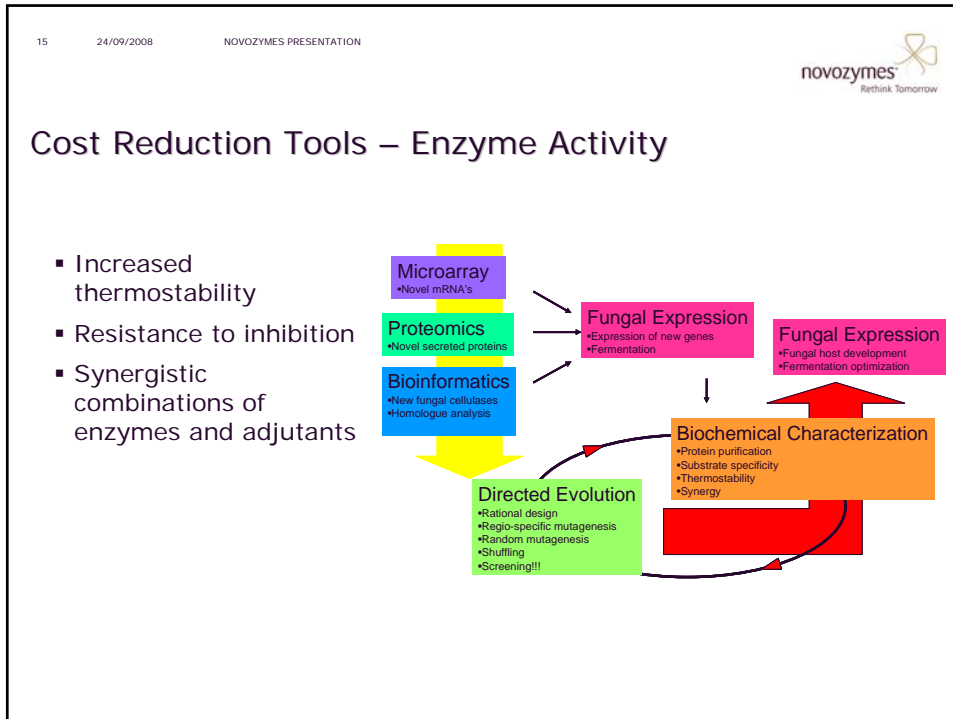 15 24/09/2008 NOVOZYMES PRESENTATION
novozymes
Rethink Tomorrow
Cost Reduction Tools – Enzyme Activity
▪ Increased
thermostability
▪ Resistance to inhibition
▪ Synergistic
combinations of
enzymes and adjutants
Microarray
•Novel mRNA's
Proteomics
•Novel secreted proteins
Bioinformatics
•New fungal cellulases
•Homologue analysis
Fungal Expression
•Expression of new genes
•Fermentation
Fungal Expression
•Fungal host development
•Fermentation optimization
Biochemical Characterization
•Protein purification
•Substrate specificity
•Thermostability
•Synergy
Directed Evolution
•Rational design
•Regio-specific mutagenesis
•Random mutagenesis
•Shuffling
•Screening!!!